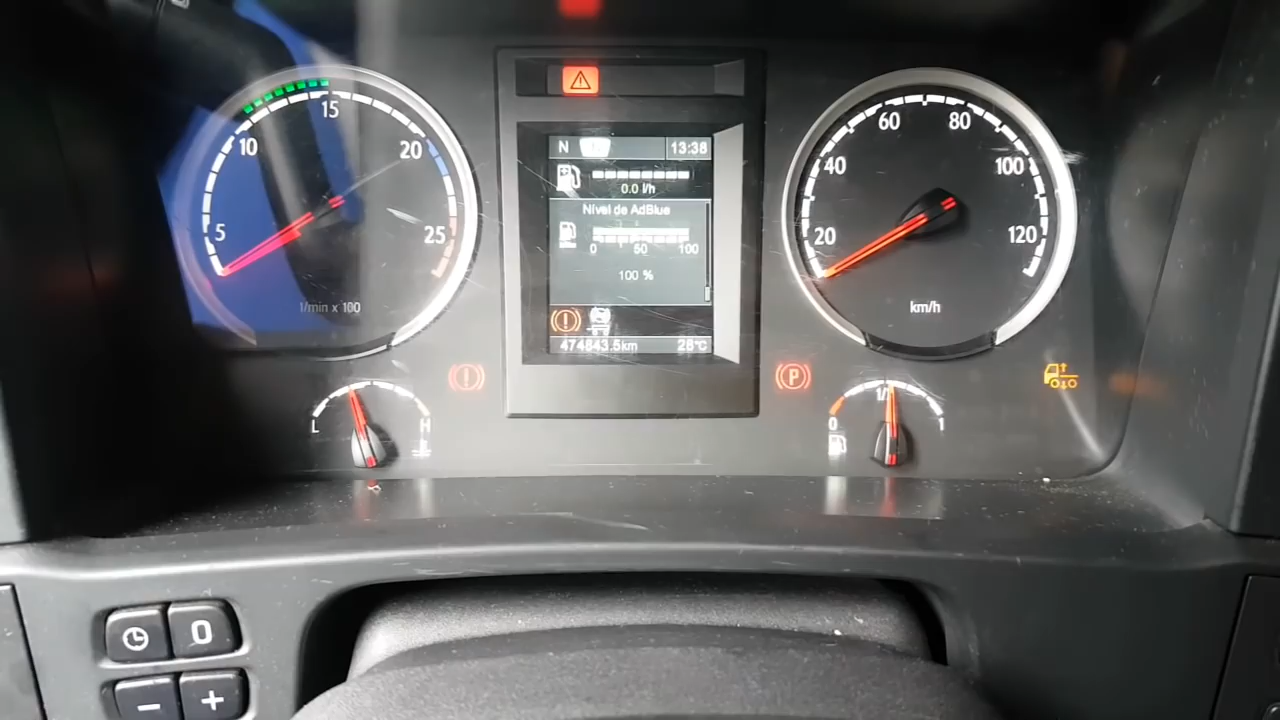 5
10
15
20
25
1/min x 100
N
13:38
0.0 l/h
Nível de AdBlue
0 50 100
100 %
474843.5km
28°C
20
40
60
80
100
120
km/h
L
H
P
0
1
0
- +